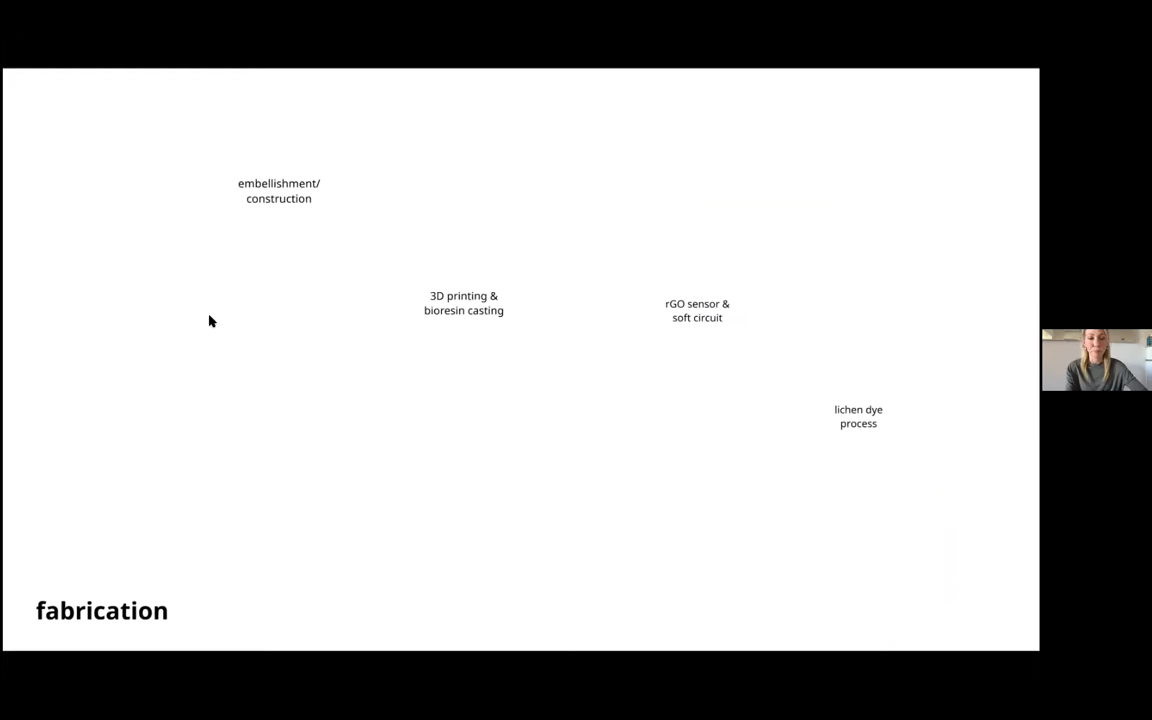 embellishment/
construction
3D printing &
bioresin casting
rGO sensor &
soft circuit
lichen dye
process
fabrication